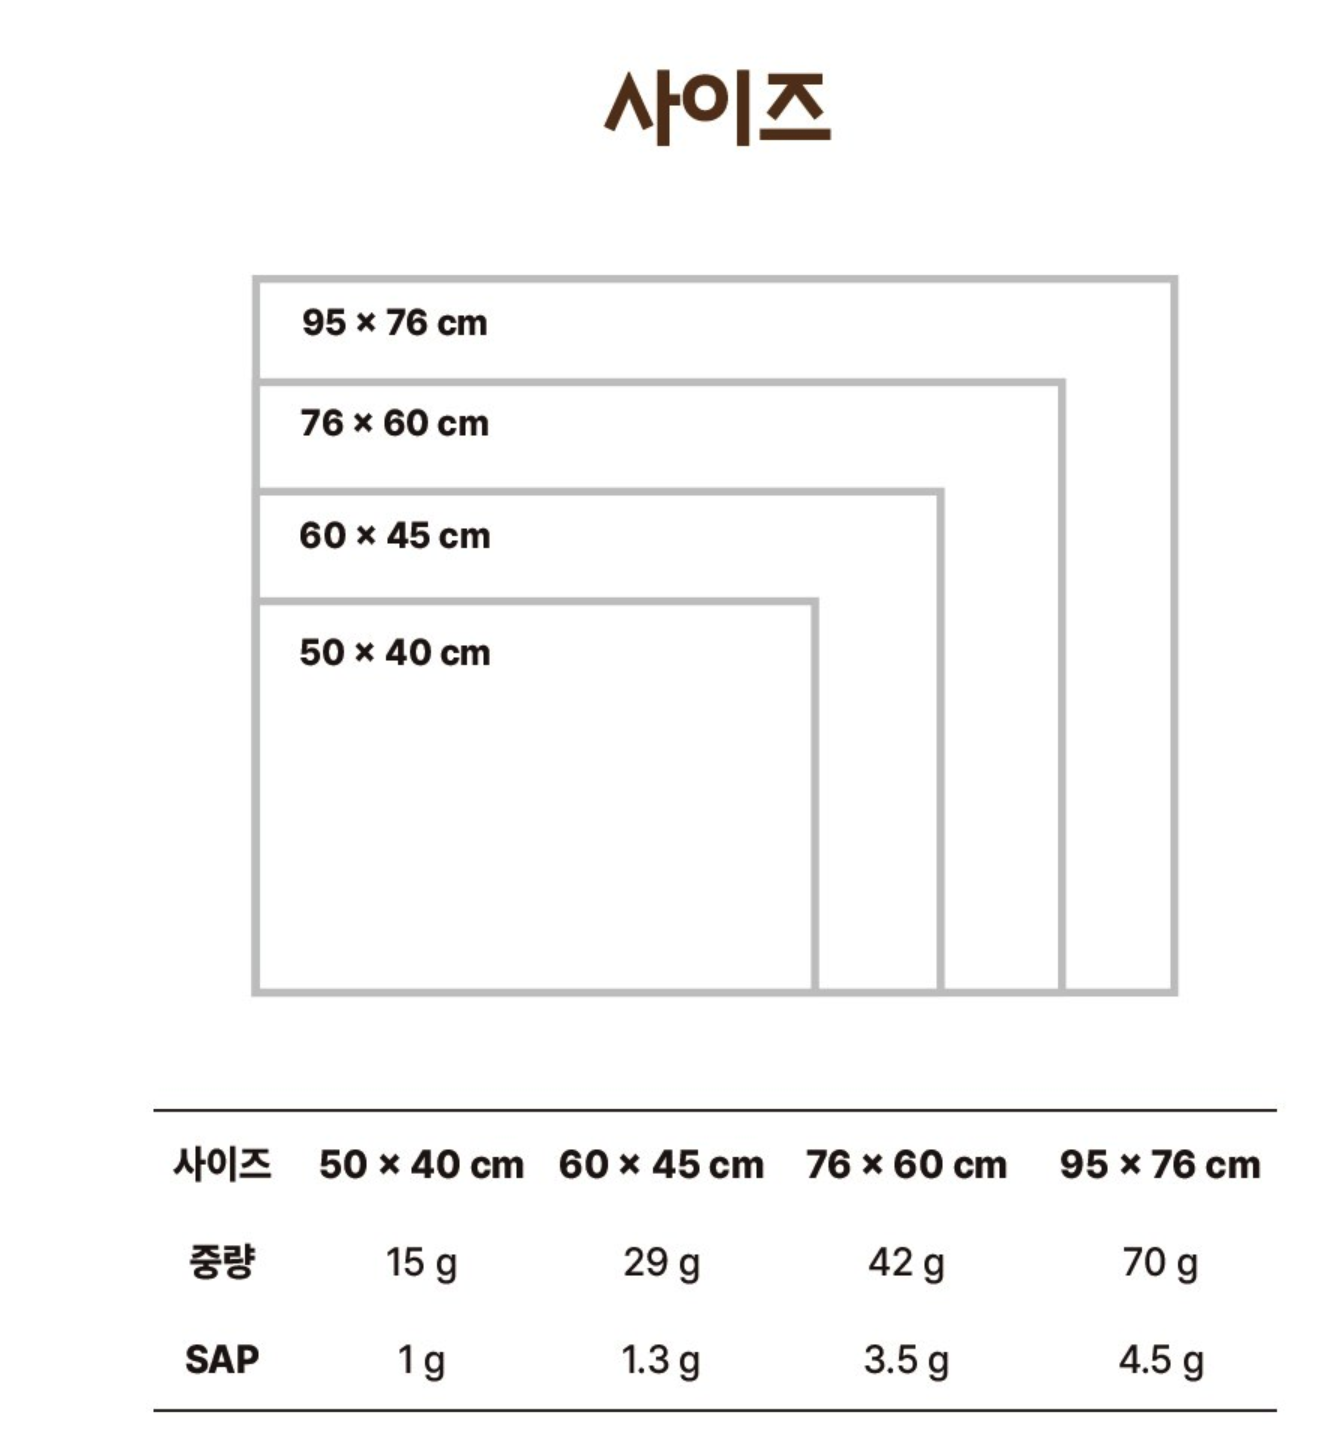 사이즈
95 × 76 cm
76 × 60 cm
60 × 45 cm
50 × 40 cm
사이즈 50 × 40 cm 60 × 45 cm 76 × 60 cm 95 × 76 cm
중량 15 g 29 g 42 g 70 g
SAP 1 g 1.3 g 3.5 g 4.5 g